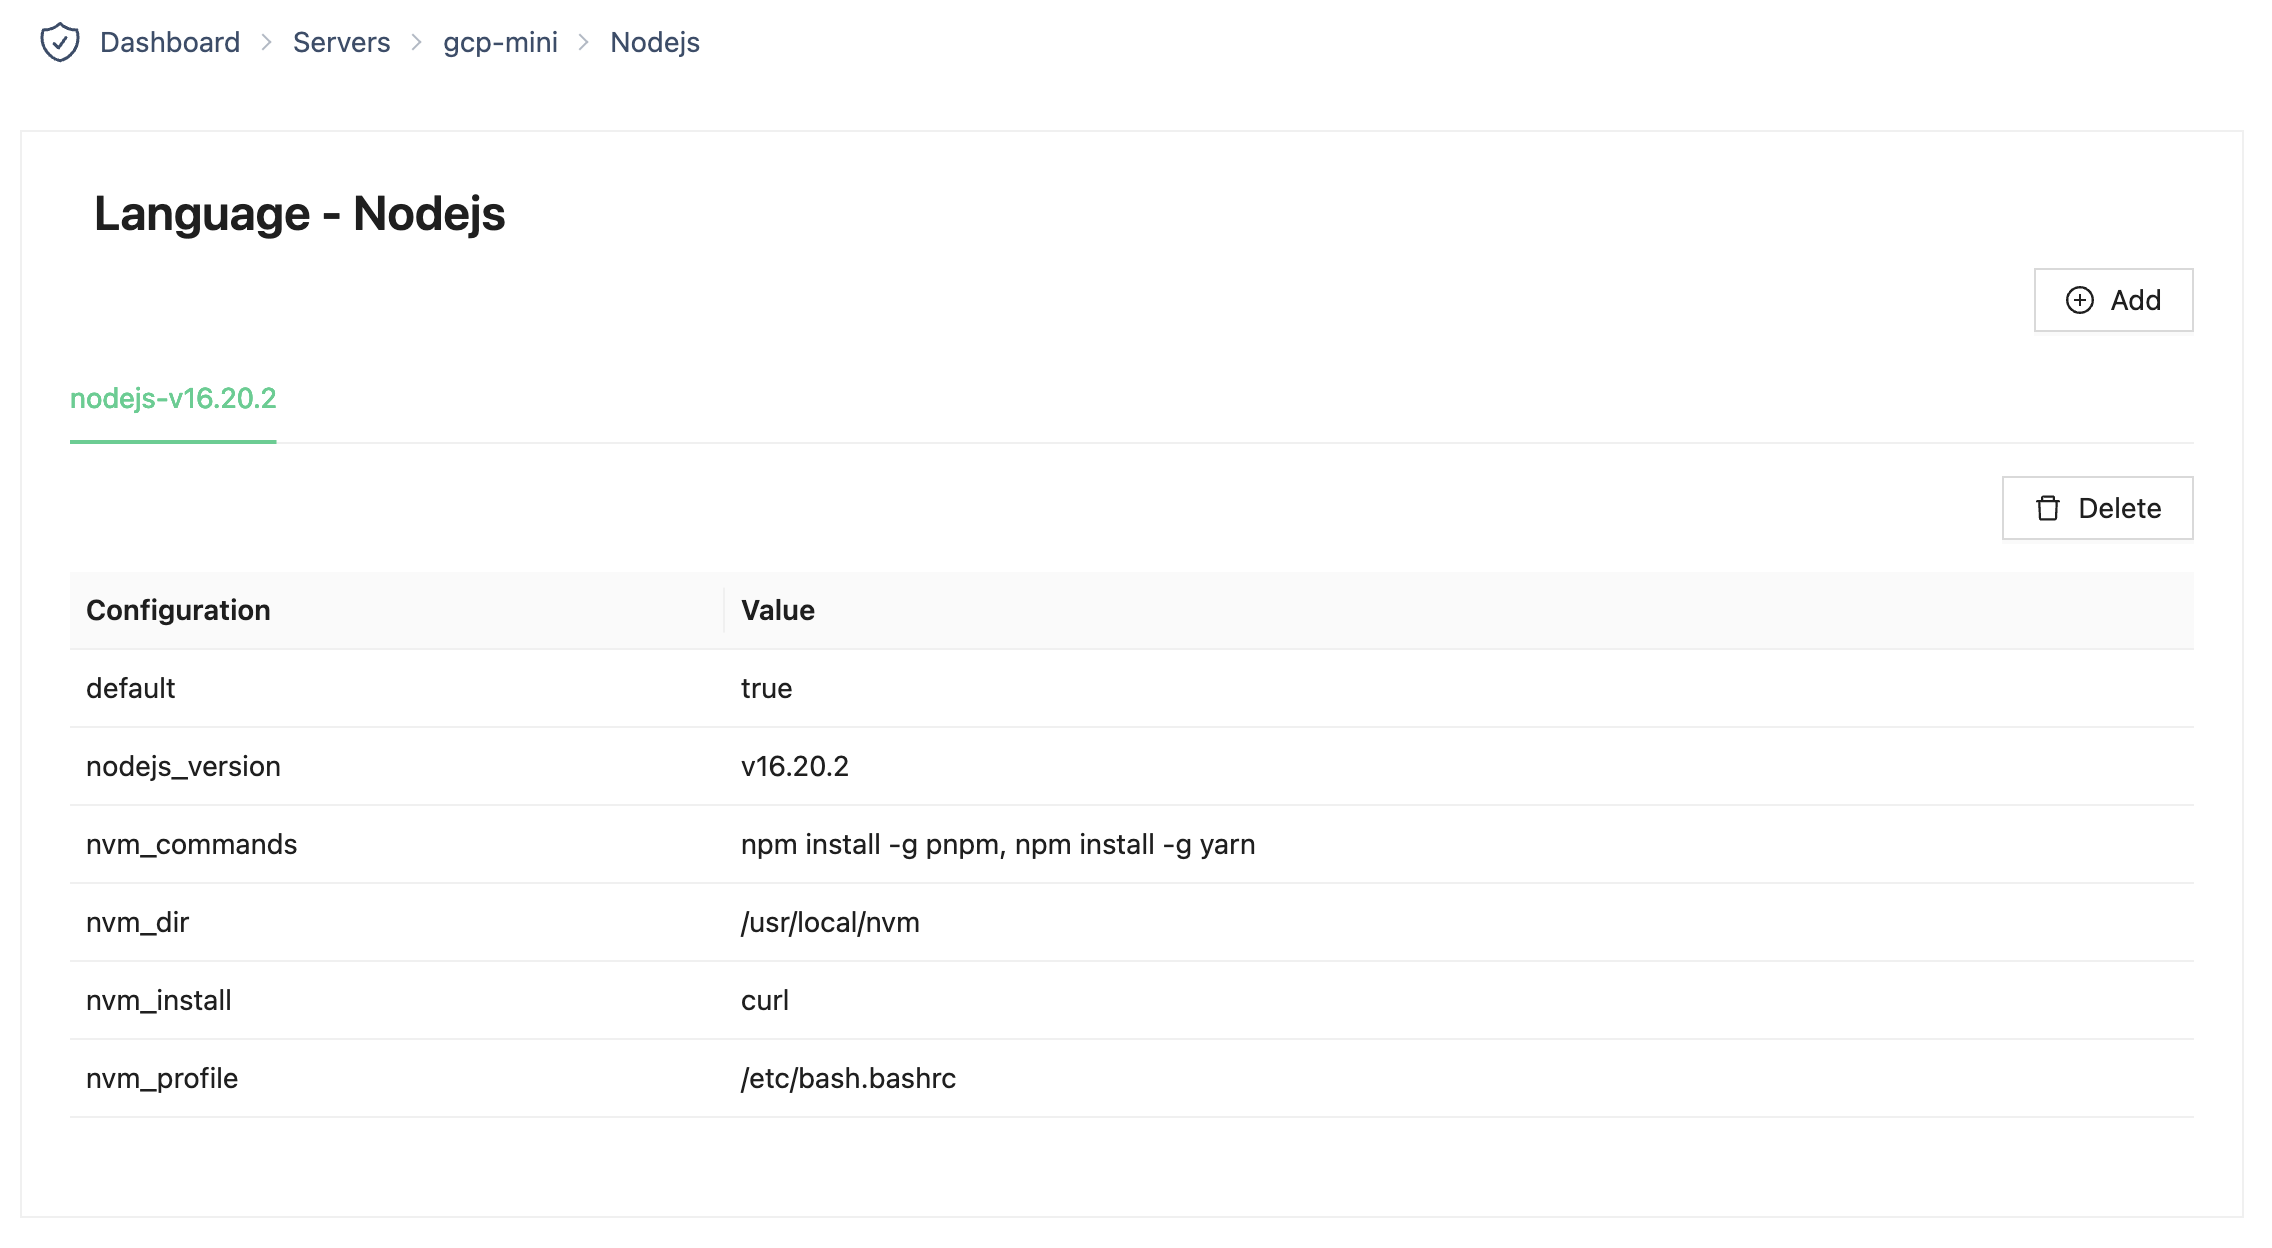 Dashboard > Servers > gcp-mini > Nodejs
Language - Nodejs
Add
nodejs-v16.20.2
Delete
Configuration Value
default true
nodejs_version v16.20.2
nvm_commands npm install -g pnpm, npm install -g yarn
nvm_dir /usr/local/nvm
nvm_install curl
nvm_profile /etc/bash.bashrc